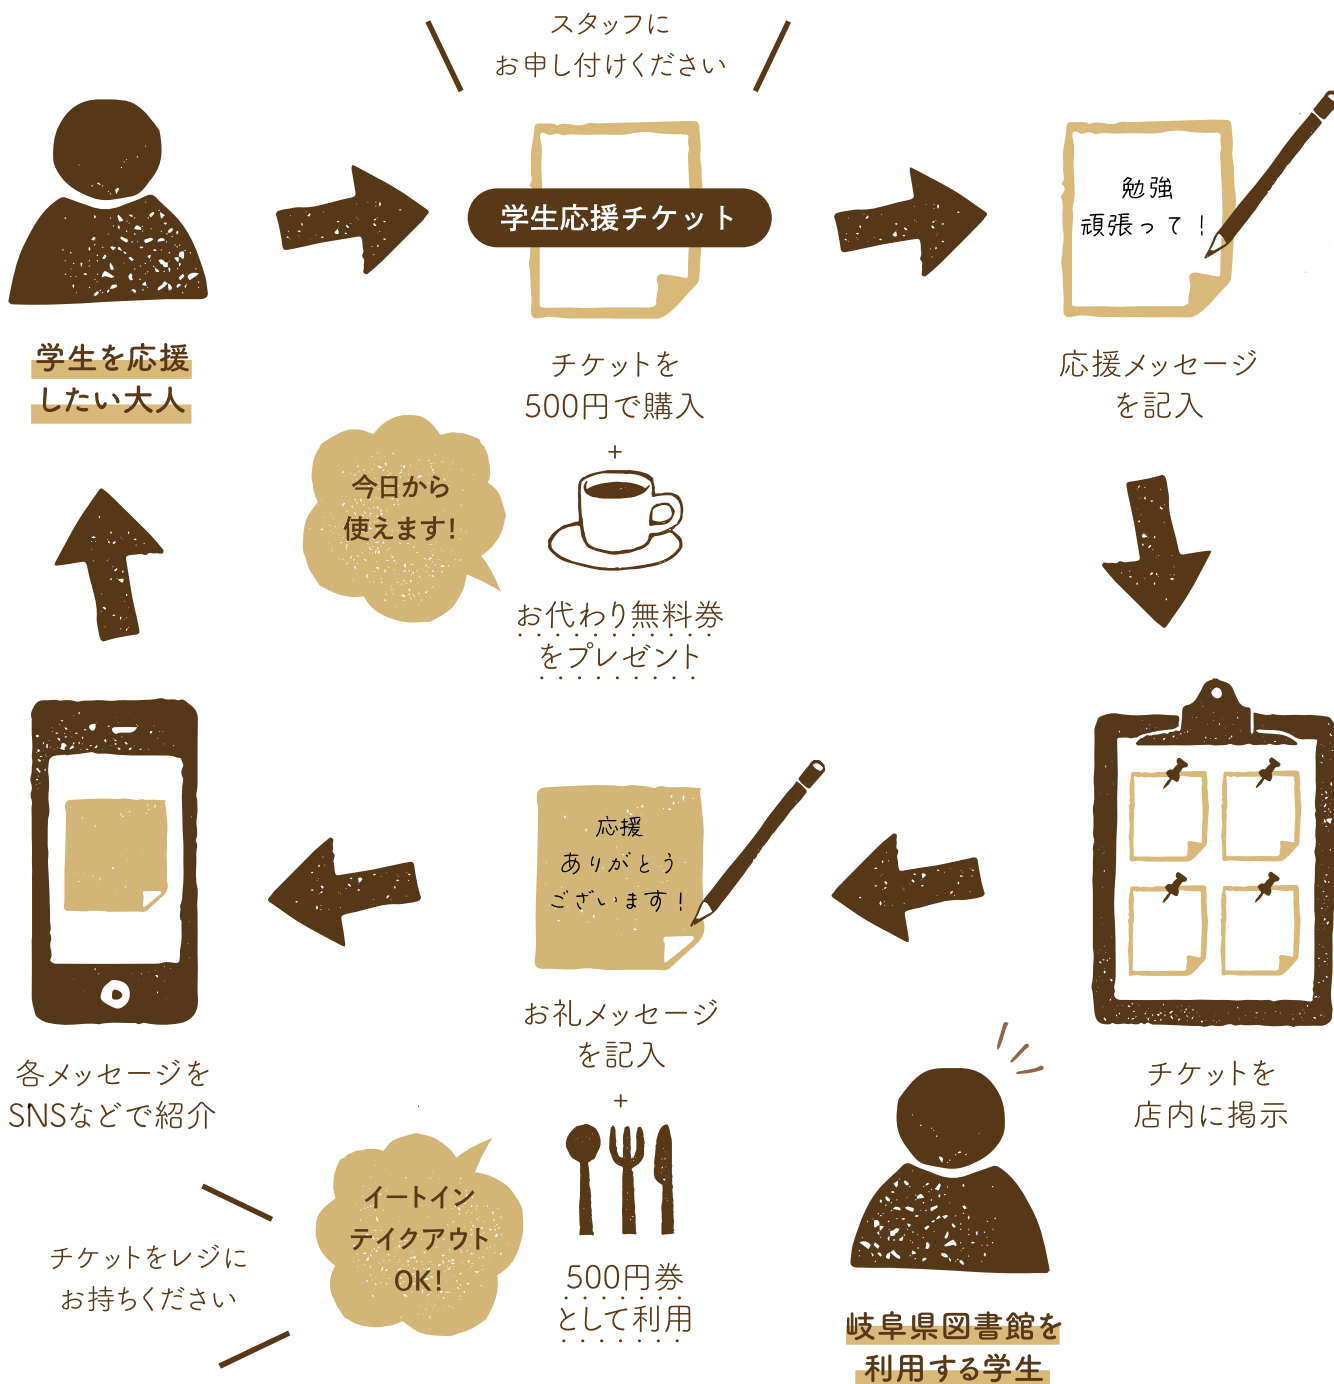 スタッフに
お申し付けください
学生応援チケット
勉強
頑張って！
学生を応援
したい大人
チケットを
500円で購入
+
応援メッセージ
を記入
今日から
使えます！
お代わり無料券
をプレゼント
応援
ありがとう
ございます！
お礼メッセージ
を記入
+
各メッセージを
SNSなどで紹介
チケットを
店内に掲示
イートイン
テイクアウト
OK！
チケットをレジに
お持ちください
500円券
として利用
岐阜県図書館を
利用する学生